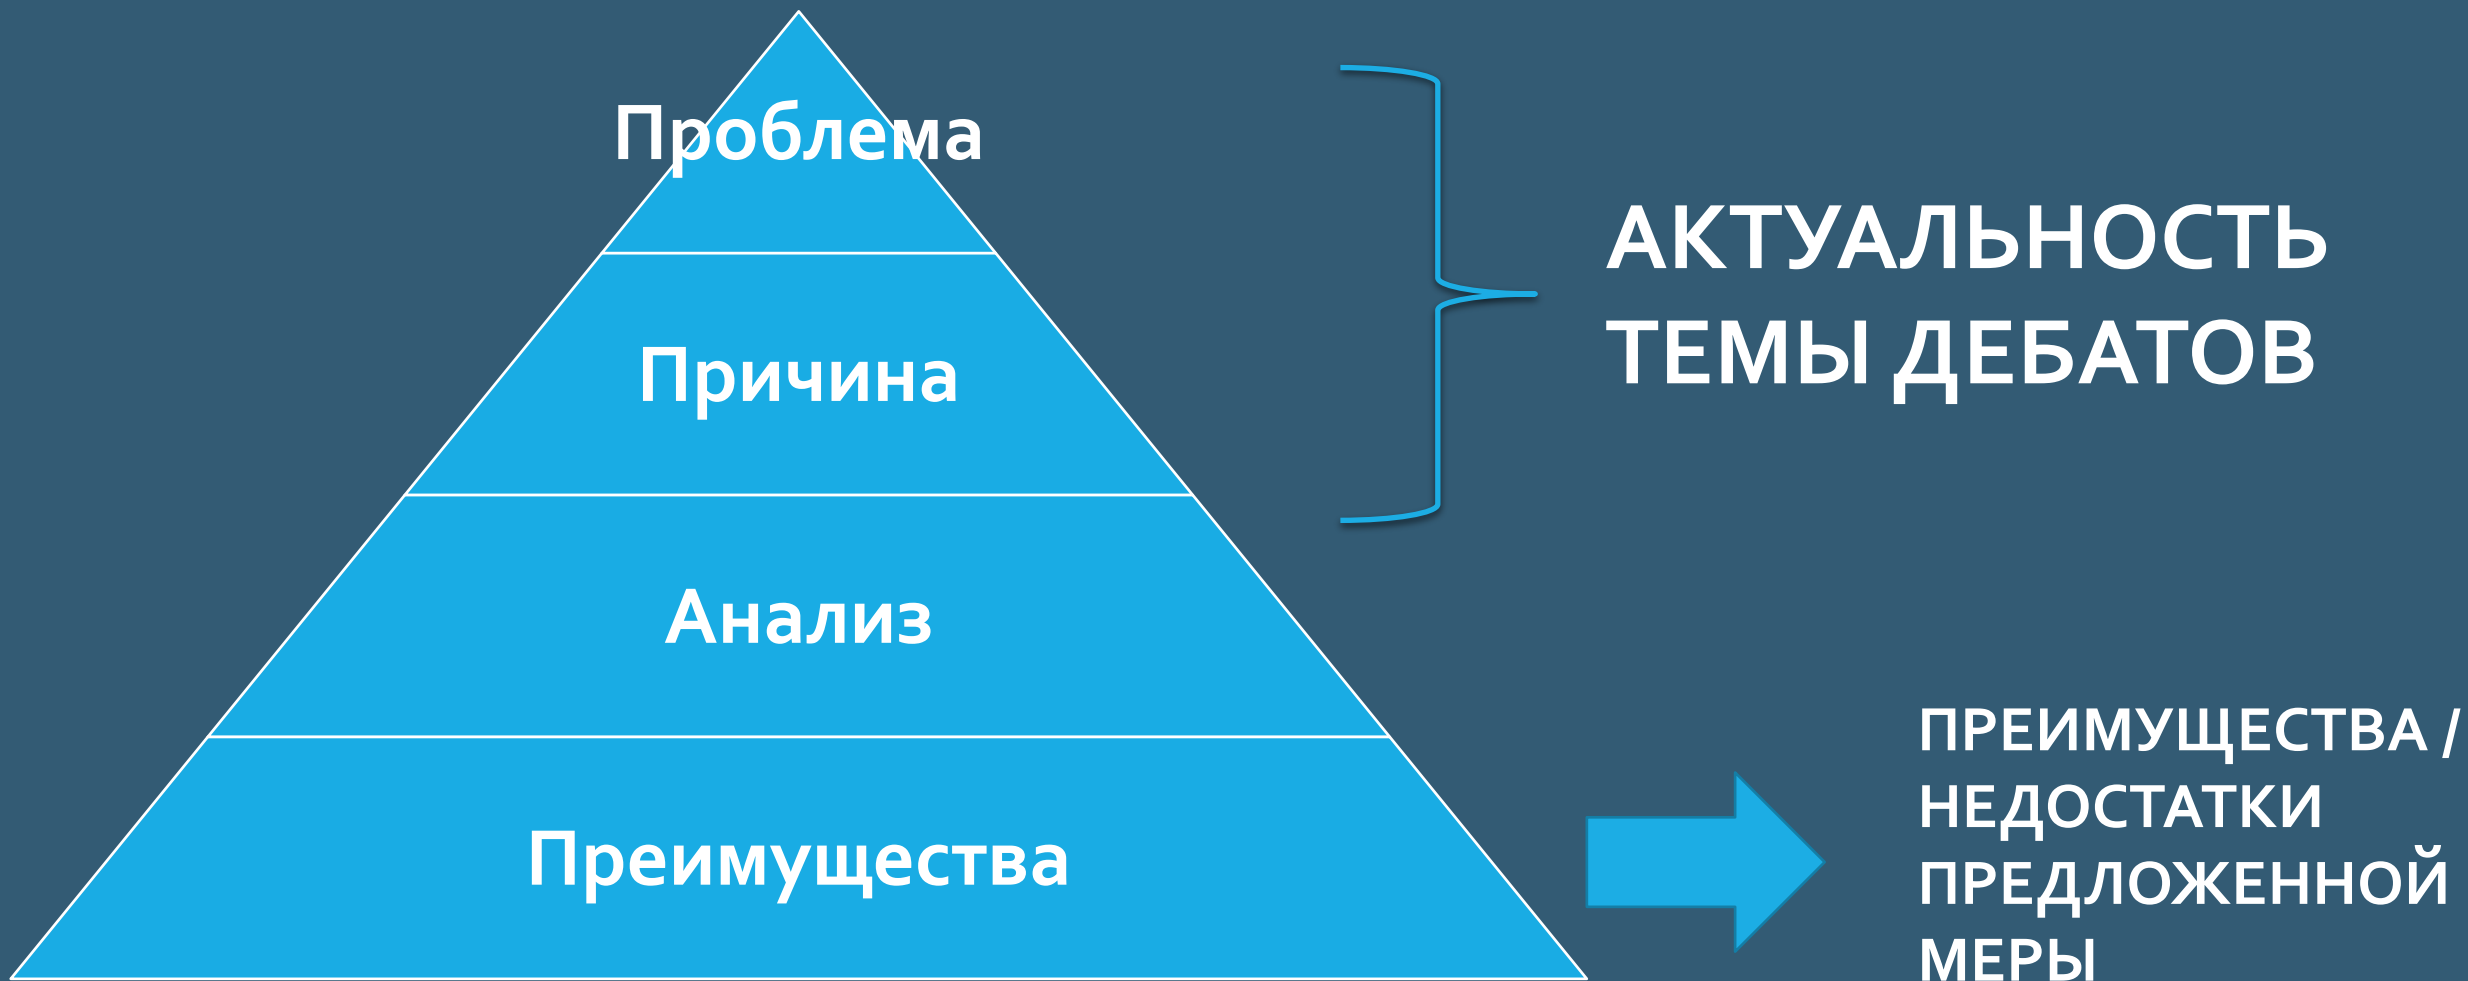 Проблема
Причина
Анализ
Преимущества
АКТУАЛЬНОСТЬ
ТЕМЫ ДЕБАТОВ
ПРЕИМУЩЕСТВА /
НЕДОСТАТКИ
ПРЕДЛОЖЕННОЙ
МЕРЫ